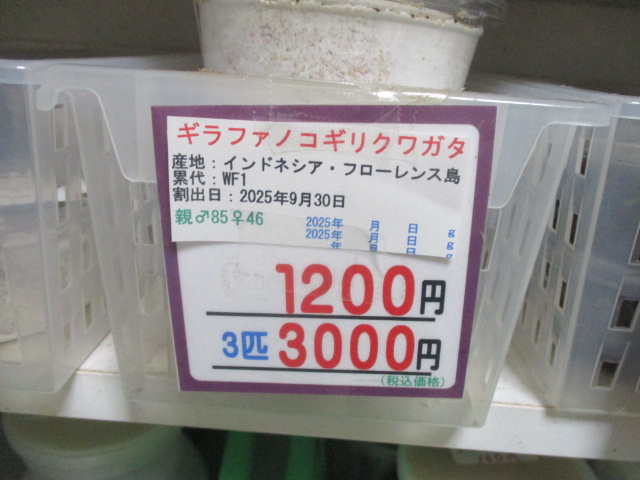 ギラファノコギリクワガタ
産地：インドネシア・フローレンス島
累代：WF1
割出日：2025年9月30日
親♂85♀46
2025年 月 日 g
2025年 月 日 g
年 月 日 g
1200円
3匹 3000円
(税込価格)